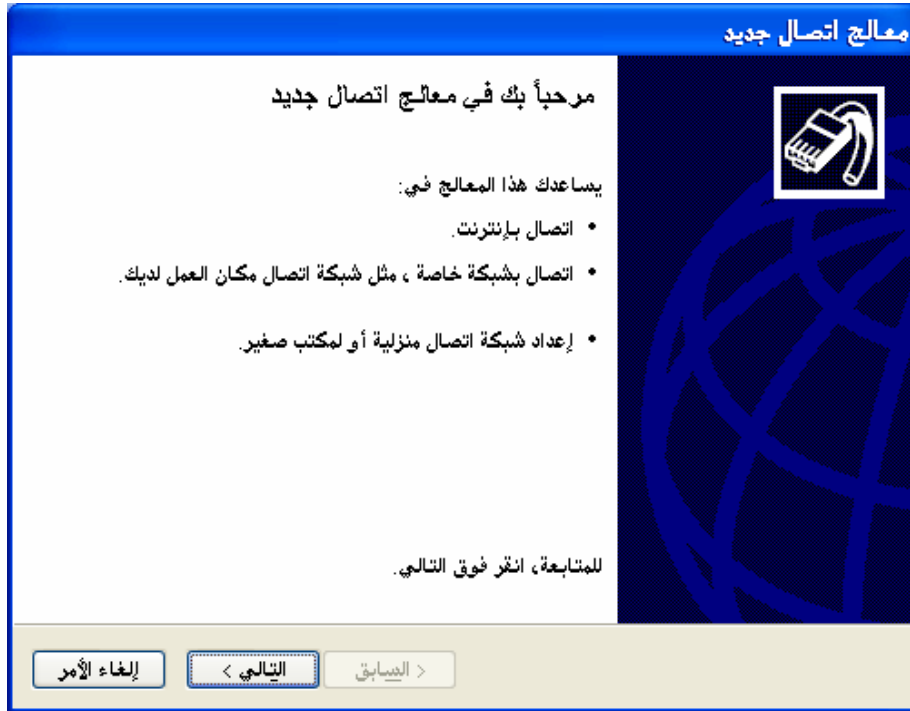 معالج اتصال جديد
مرحباً بك في معالج اتصال جديد
يساعدك هذا المعالج في:
• اتصال بإنترنت.
• اتصال بشبكة خاصة ، مثل شبكة اتصال مكان العمل لديك.
• إعداد شبكة اتصال منزلية أو لمكتب صغير.
للمتابعة، انقر فوق التالي.
< السابق التالي > إلغاء الأمر